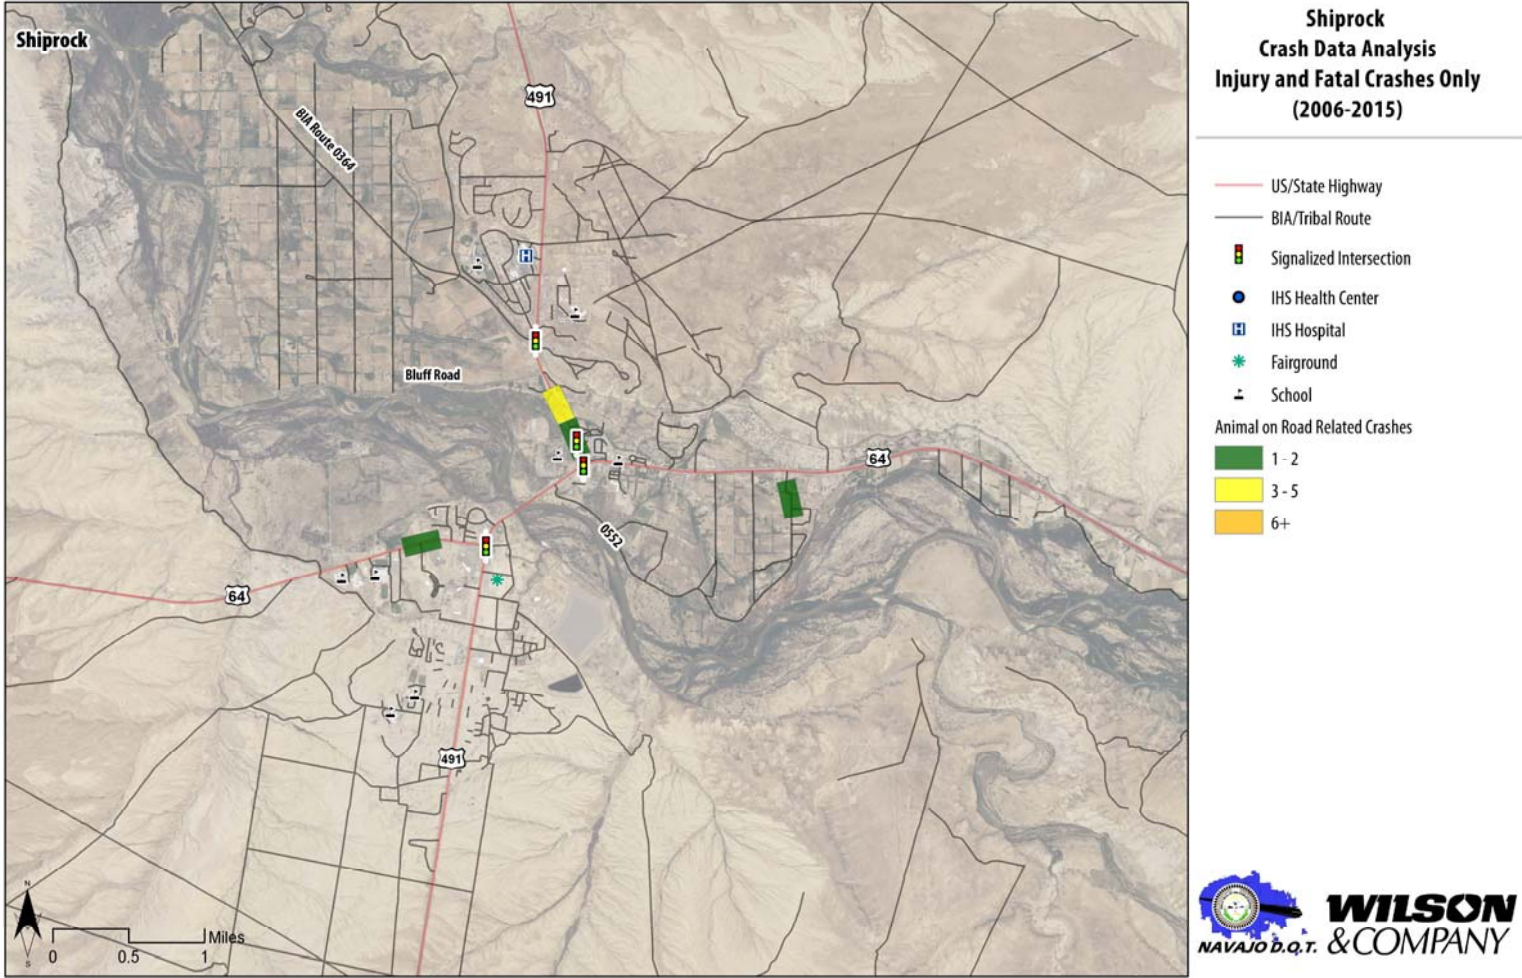 Shiprock
491
BIA Route 0364
Bluff Road
64
0552
64
491
N
S
0 0.5 1 Miles
Shiprock
Crash Data Analysis
Injury and Fatal Crashes Only
(2006-2015)
US/State Highway
BIA/Tribal Route
Signalized Intersection
H
IHS Health Center
H IHS Hospital
Fairground
School
Animal on Road Related Crashes
1 - 2
3 - 5
6+
NAVAJO D.O.T.
WILSON
&COMPANY